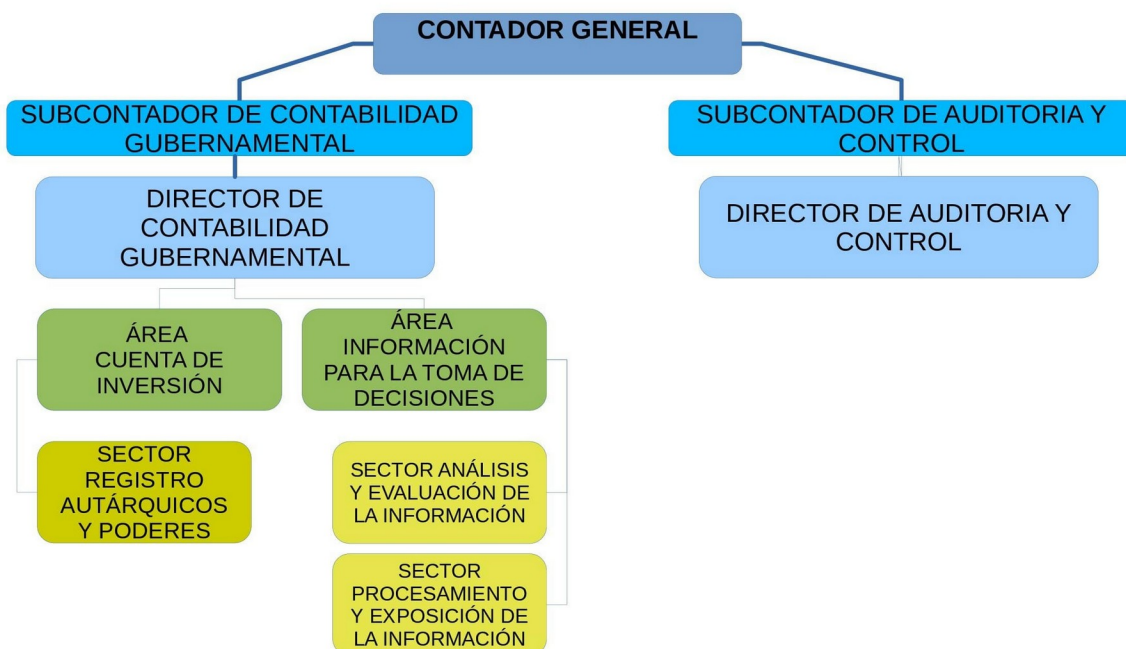 CONTADOR GENERAL
SUBCONTADOR DE CONTABILIDAD
GUBERNAMENTAL
SUBCONTADOR DE AUDITORIA Y
CONTROL
DIRECTOR DE
CONTABILIDAD
GUBERNAMENTAL
DIRECTOR DE AUDITORIA Y
CONTROL
ÁREA
CUENTA DE
INVERSIÓN
ÁREA
INFORMACIÓN
PARA LA TOMA DE
DECISIONES
SECTOR
REGISTRO
AUTÁRQUICOS
Y PODERES
SECTOR ANÁLISIS
Y EVALUACIÓN DE
LA INFORMACIÓN
SECTOR
PROCESAMIENTO
Y EXPOSICIÓN DE
LA INFORMACIÓN